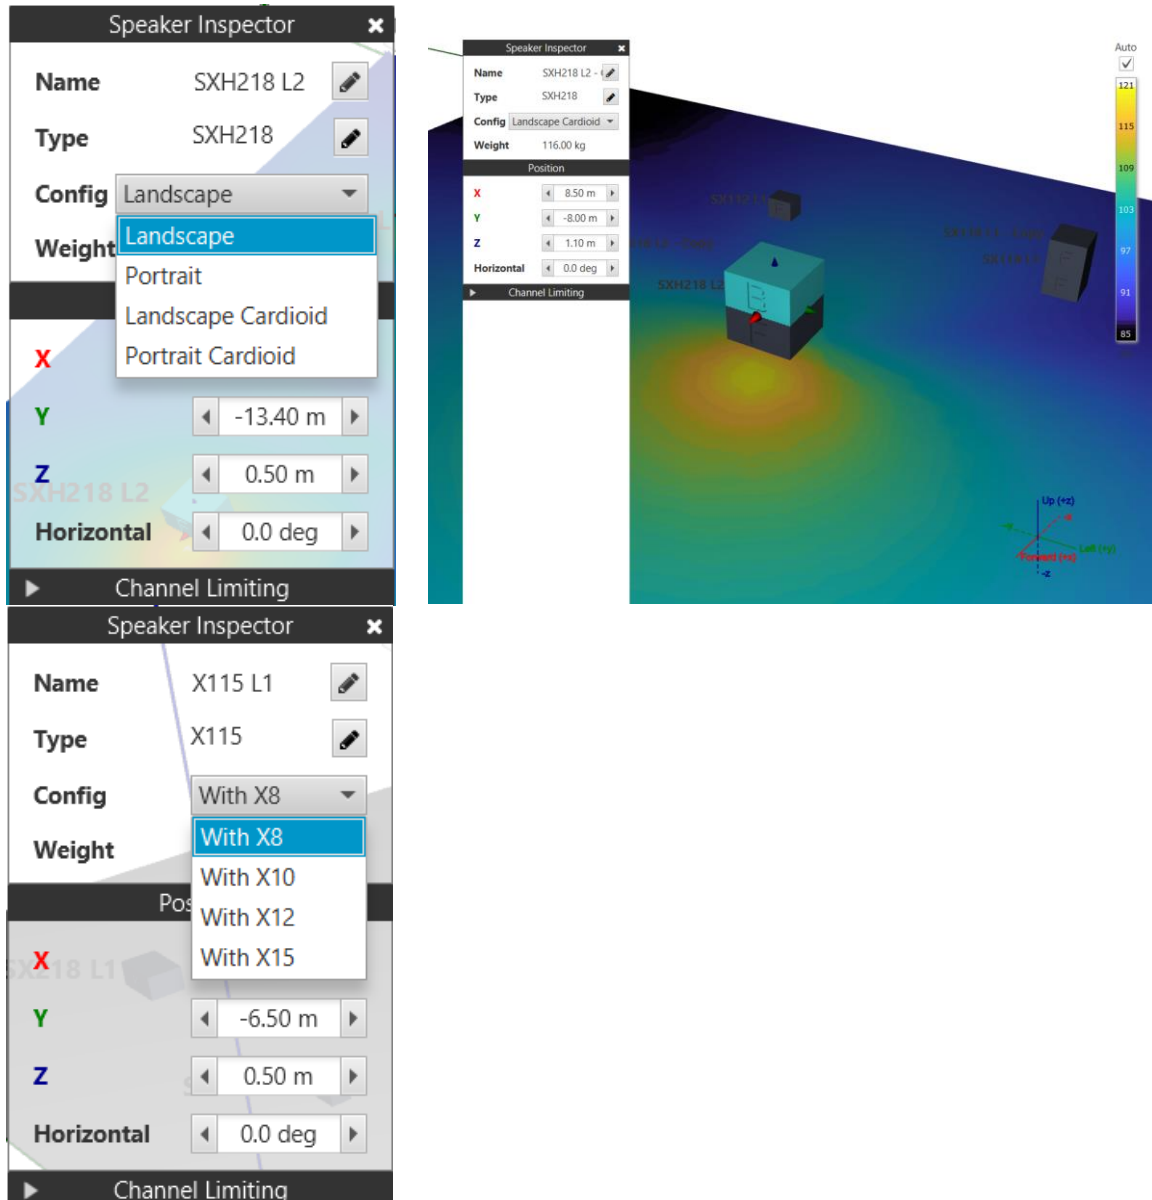 Speaker Inspector
Name SXH218 L2
Type SXH218
Config Landscape
Landscape
Weight
Portrait
Landscape Cardioid
Portrait Cardioid
X
Y -13.40 m
Z 0.50 m
SXH218 L2
Horizontal 0.0 deg
Channel Limiting
Speaker Inspector
Name SXH218 L2 -
Type SXH218
Config Landscape Cardioid
Weight 116.00 kg
Position
X 8.50 m
Y -8.00 m
Z 1.10 m
Horizontal 0.0 deg
Channel Limiting
SXH218 L2
B
F
Auto
121
115
109
103
97
91
85
Up (+z)
-x
-y
Left (+y)
Forward (+x)
-z
Speaker Inspector
Name X115 L1
Type X115
Config With X8
With X8
Weight
With X10
With X12
Pos
With X15
X
SX218 L1
Y -6.50 m
Z 0.50 m
Horizontal 0.0 deg
Channel Limiting